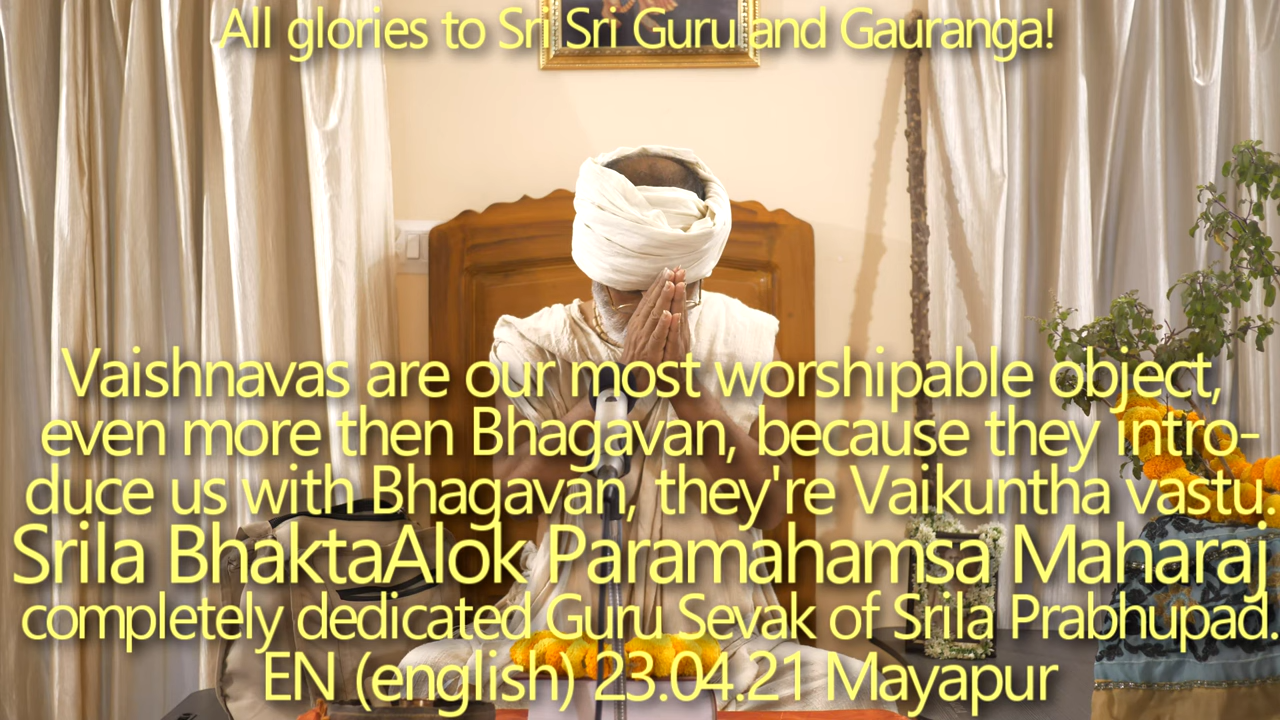 All glories to Sri Sri Guru and Gauranga!
Vaishnavas are our most worshipable object,
even more then Bhagavan, because they intro-
duce us with Bhagavan, they're Vaikuntha vastu.
Srila BhaktaAlok Paramahamsa Maharaj
completely dedicated Guru Sevak of Srila Prabhupad.
EN (english) 23.04.21 Mayapur